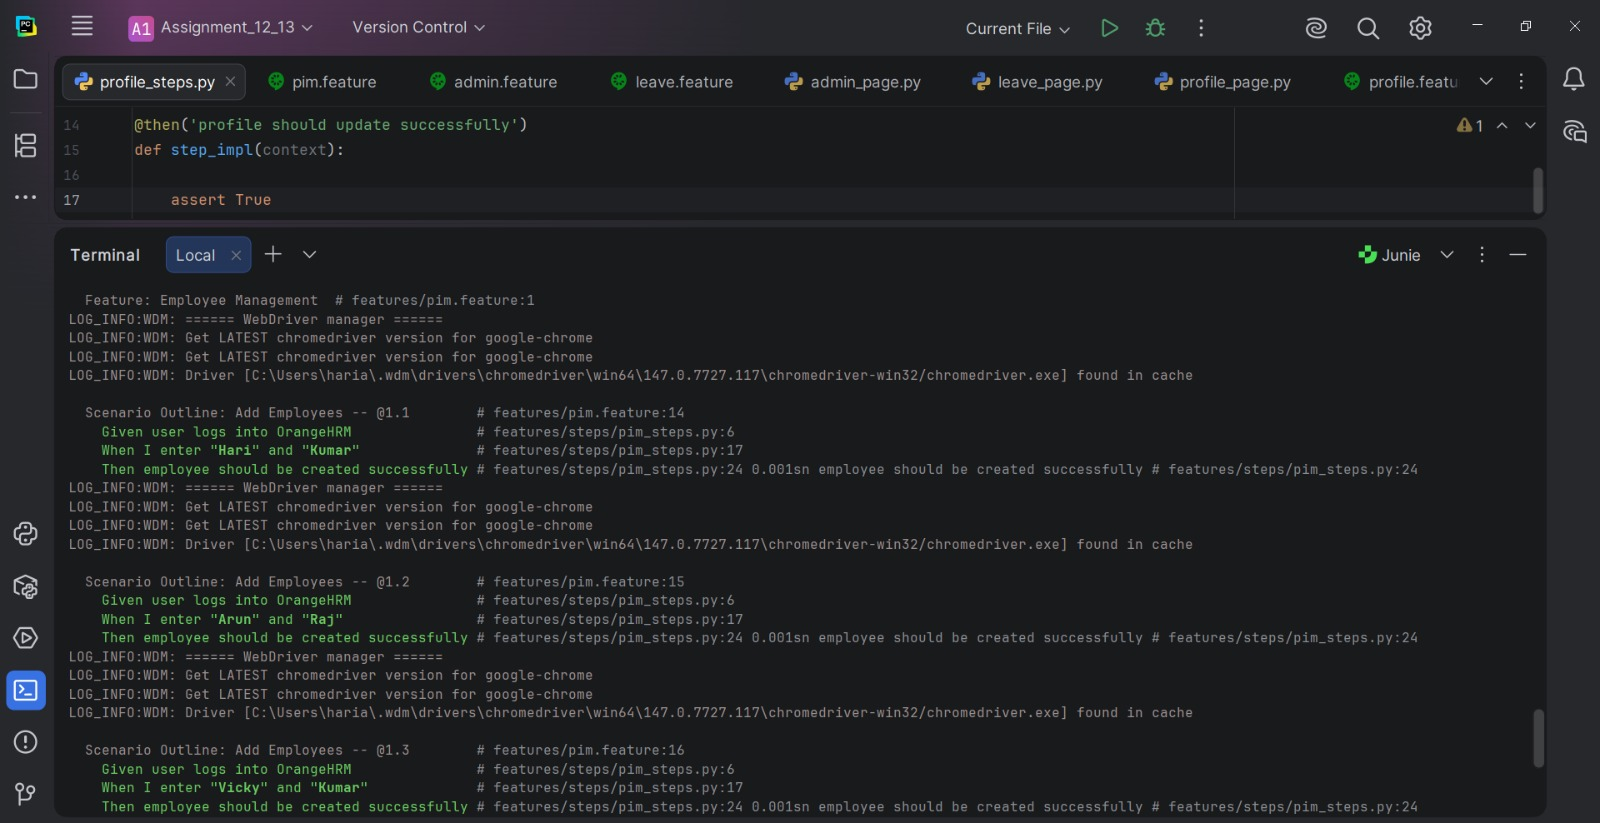 PC
A1 Assignment_12_13 Version Control Current File
profile_steps.py pim.feature admin.feature leave.feature admin_page.py leave_page.py profile_page.py profile.featu
14 @then('profile should update successfully') 1
15 def step_impl(context):
16
17 assert True
Terminal Local Junie
Feature: Employee Management # features/pim.feature:1
LOG_INFO:WDM: ====== WebDriver manager ======
LOG_INFO:WDM: Get LATEST chromedriver version for google-chrome
LOG_INFO:WDM: Get LATEST chromedriver version for google-chrome
LOG_INFO:WDM: Driver [C:\Users\haria\.wdm\drivers\chromedriver\win64\147.0.7727.117\chromedriver-win32/chromedriver.exe] found in cache
Scenario Outline: Add Employees -- @1.1 # features/pim.feature:14
Given user logs into OrangeHRM # features/steps/pim_steps.py:6
When I enter "Hari" and "Kumar" # features/steps/pim_steps.py:17
Then employee should be created successfully # features/steps/pim_steps.py:24 0.001sn employee should be created successfully # features/steps/pim_steps.py:24
LOG_INFO:WDM: ====== WebDriver manager ======
LOG_INFO:WDM: Get LATEST chromedriver version for google-chrome
LOG_INFO:WDM: Get LATEST chromedriver version for google-chrome
LOG_INFO:WDM: Driver [C:\Users\haria\.wdm\drivers\chromedriver\win64\147.0.7727.117\chromedriver-win32/chromedriver.exe] found in cache
Scenario Outline: Add Employees -- @1.2 # features/pim.feature:15
Given user logs into OrangeHRM # features/steps/pim_steps.py:6
When I enter "Arun" and "Raj" # features/steps/pim_steps.py:17
Then employee should be created successfully # features/steps/pim_steps.py:24 0.001sn employee should be created successfully # features/steps/pim_steps.py:24
LOG_INFO:WDM: ====== WebDriver manager ======
LOG_INFO:WDM: Get LATEST chromedriver version for google-chrome
LOG_INFO:WDM: Get LATEST chromedriver version for google-chrome
LOG_INFO:WDM: Driver [C:\Users\haria\.wdm\drivers\chromedriver\win64\147.0.7727.117\chromedriver-win32/chromedriver.exe] found in cache
Scenario Outline: Add Employees -- @1.3 # features/pim.feature:16
Given user logs into OrangeHRM # features/steps/pim_steps.py:6
When I enter "Vicky" and "Kumar" # features/steps/pim_steps.py:17
Then employee should be created successfully # features/steps/pim_steps.py:24 0.001sn employee should be created successfully # features/steps/pim_steps.py:24